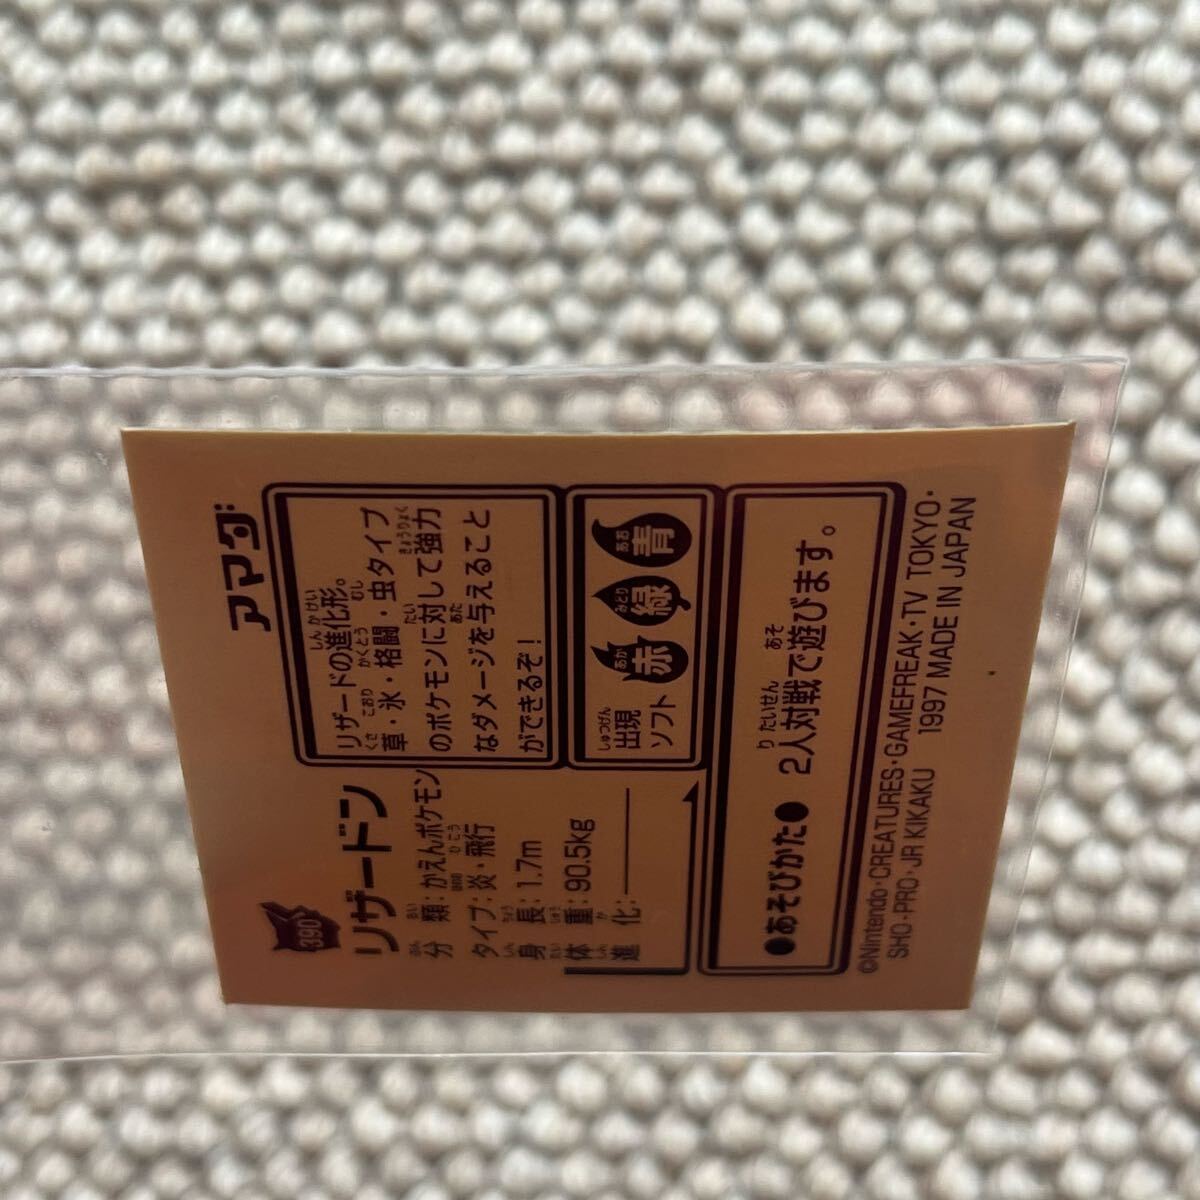 390
リザードン
アマダ
分類:かえんポケモン
タイプ:炎・飛行
身長:1.7m
体重:90.5kg
進化:―
リザードの進化形。
草・氷・格闘・虫タイプ
のポケモンに対して強力
なダメージを与えること
ができるぞ!
出現
ソフト
赤 緑 青
●あそびかた● 2人対戦で遊びます。
©Nintendo・CREATURES・GAMEFREAK・TV TOKYO・
SHO-PRO・JR KIKAKU 1997 MADE IN JAPAN